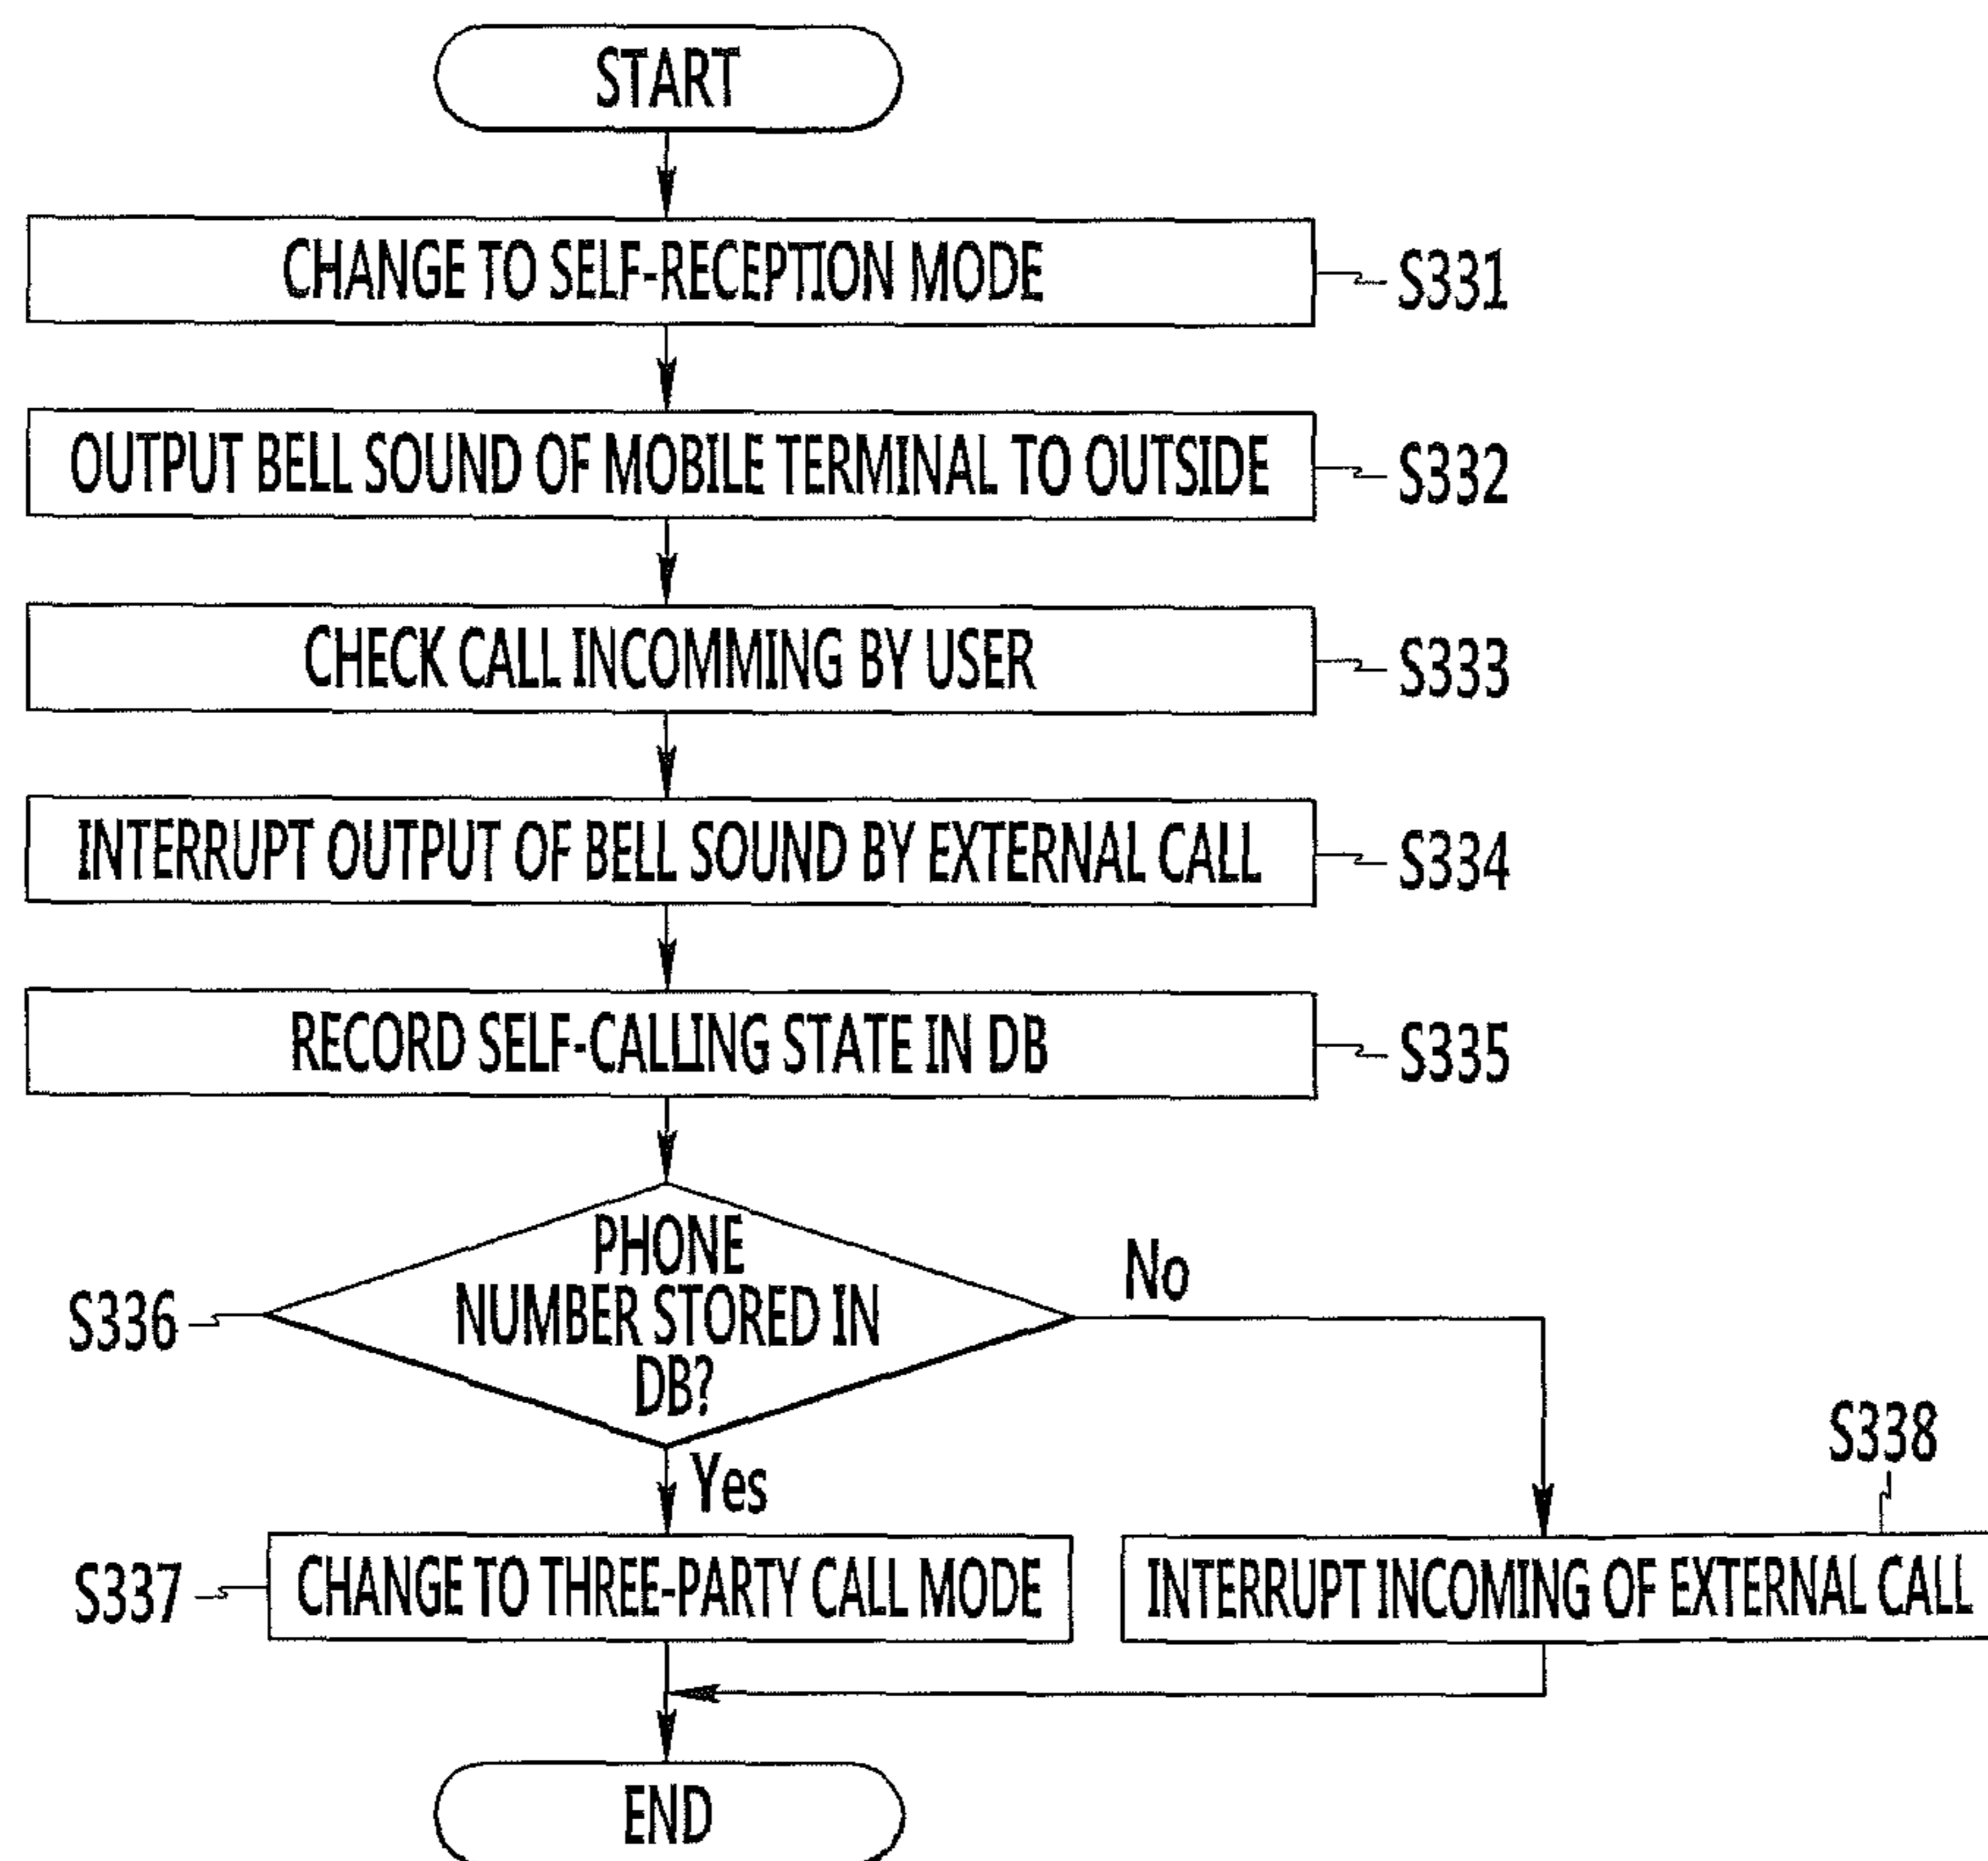 START
CHANGE TO SELF-RECEPTION MODE
S331
OUTPUT BELL SOUND OF MOBILE TERMINAL TO OUTSIDE
S332
CHECK CALL INCOMMING BY USER
S333
INTERRUPT OUTPUT OF BELL SOUND BY EXTERNAL CALL
S334
RECORD SELF-CALLING STATE IN DB
S335
PHONE
NUMBER STORED IN
DB?
S336
No
Yes
S338
S337
CHANGE TO THREE-PARTY CALL MODE
INTERRUPT INCOMING OF EXTERNAL CALL
END